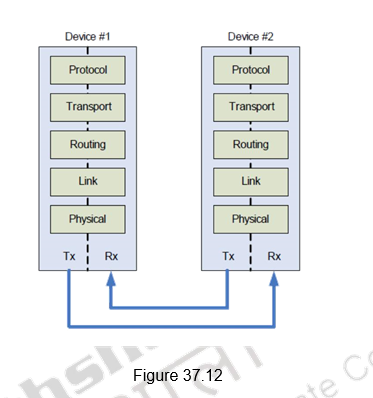 Device #1
Device #2
Protocol
Protocol
Transport
Transport
Routing
Routing
Link
Link
Physical
Physical
Tx
Rx
Tx
Rx
Figure 37.12